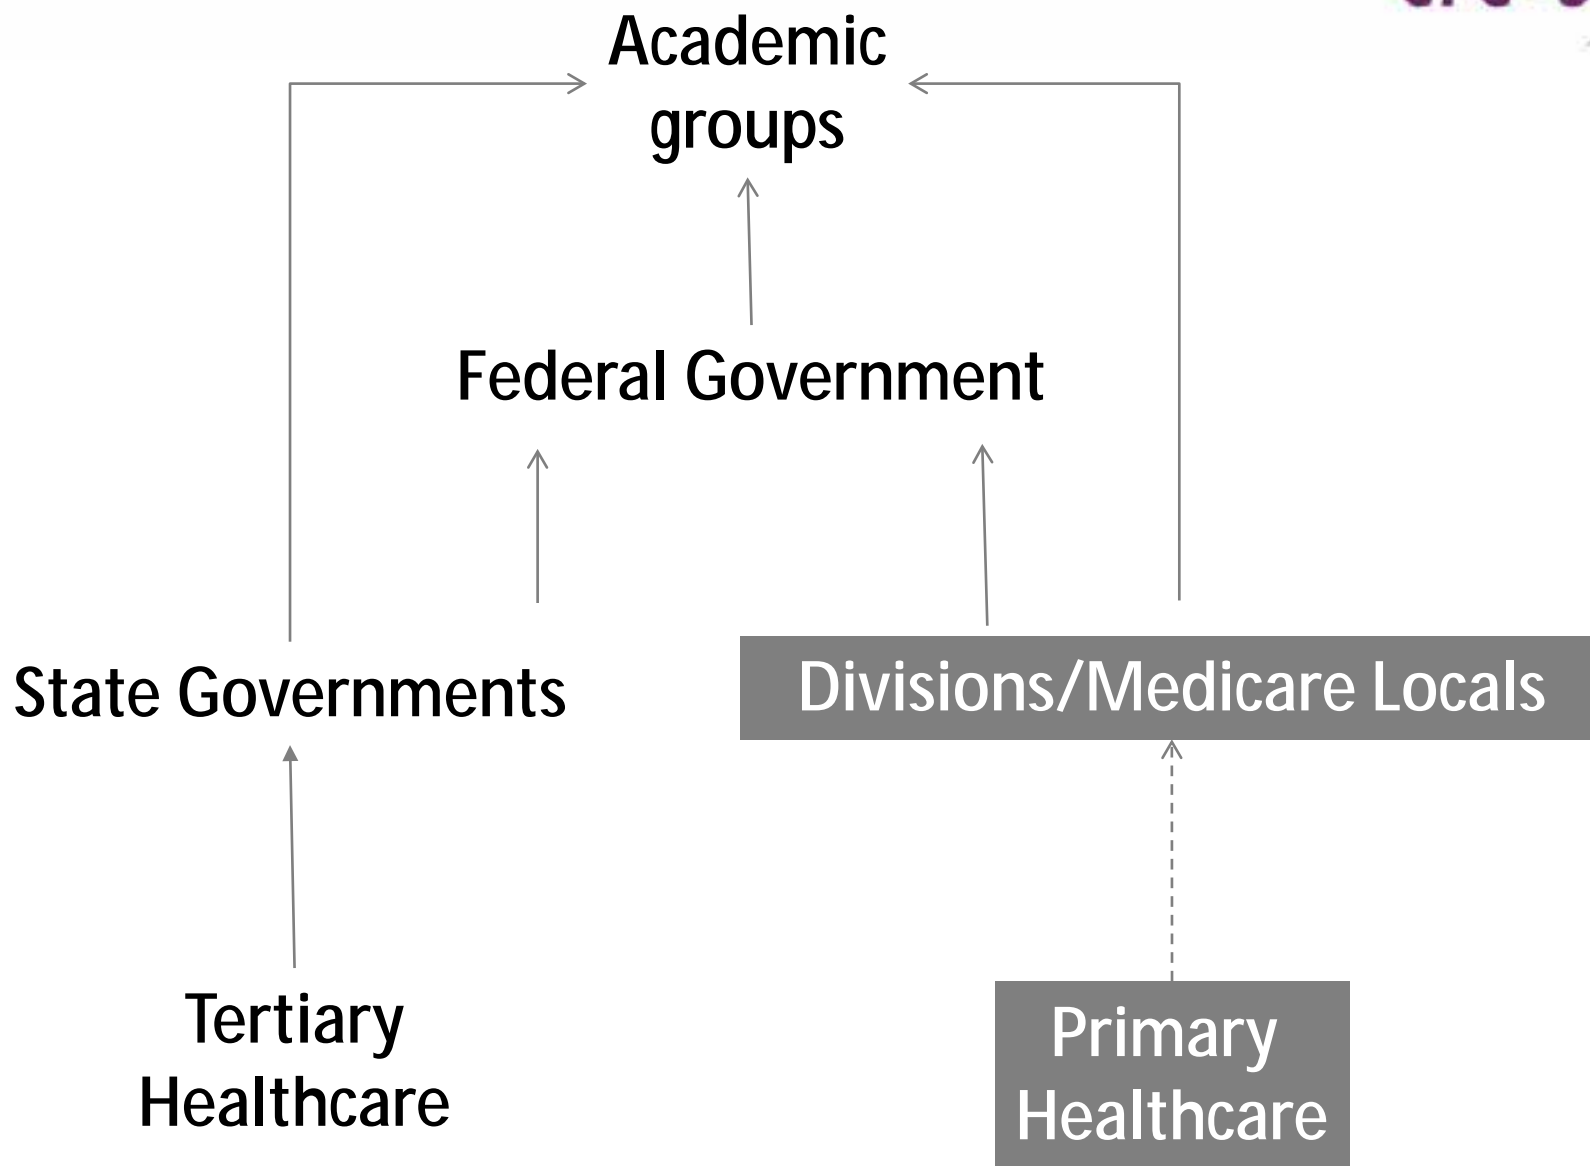 Academic
groups
Federal Government
State Governments
Divisions/Medicare Locals
Tertiary
Healthcare
Primary
Healthcare